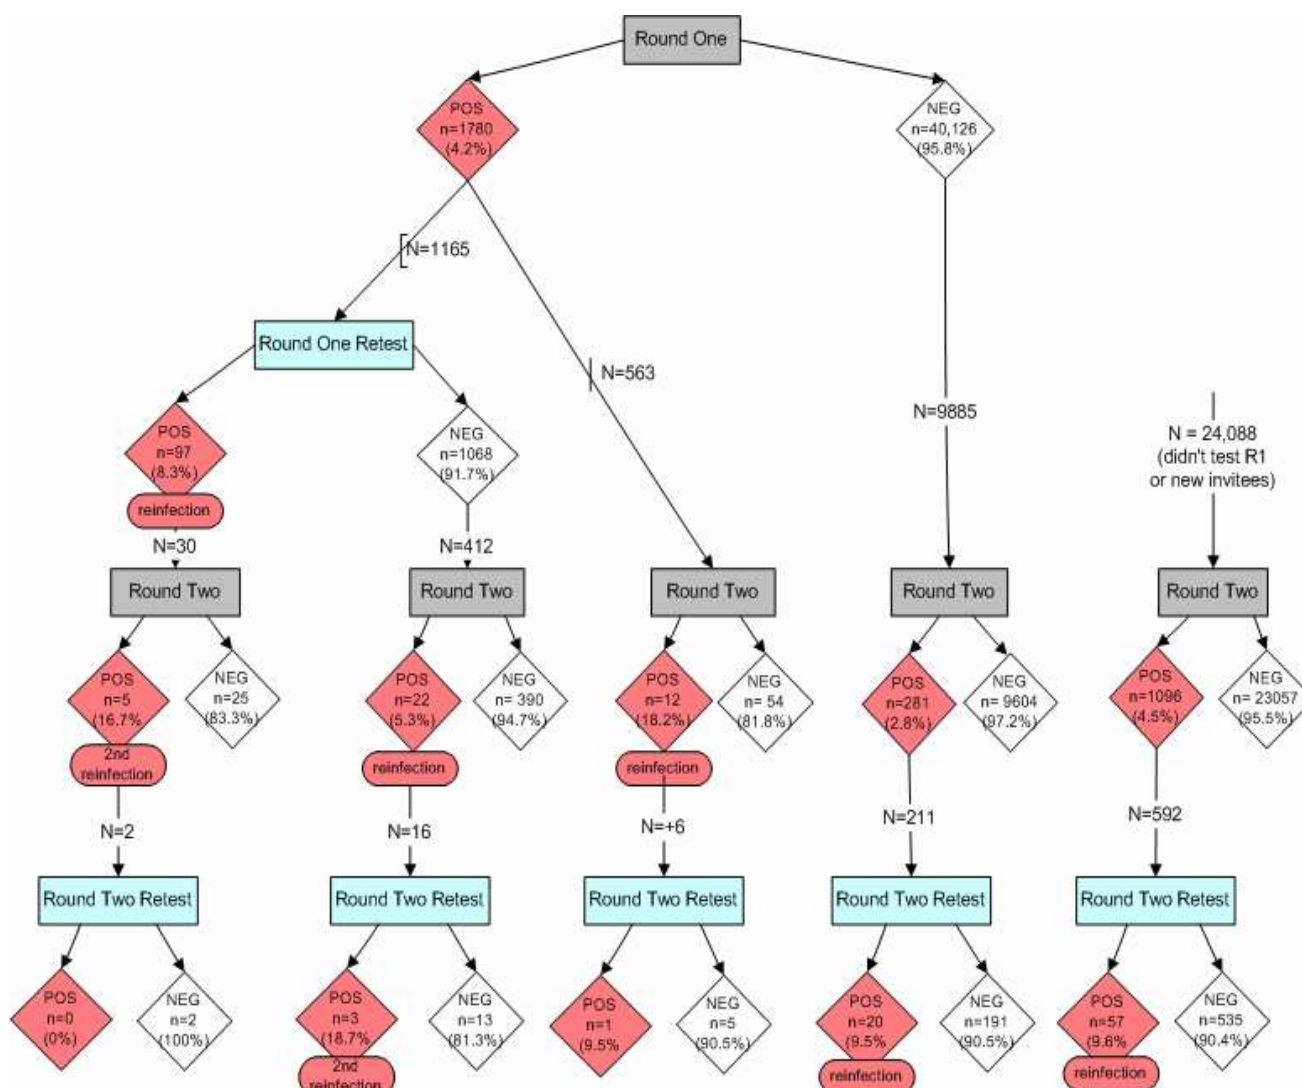 Round One
POS
n=1780
(4.2%)
NEG
n=40,126
(95.8%)
N=1165
N=563
N=9885
N = 24,088
(didn't test R1
or new invitees)
Round One Retest
POS
n=97
(8.3%)
reinfection
NEG
n=1068
(91.7%)
N=30
N=412
Round Two
Round Two
Round Two
Round Two
Round Two
POS
n=5
(16.7%
2nd
reinfection
NEG
n=25
(83.3%)
POS
n=22
(5.3%)
reinfection
NEG
n= 390
(94.7%)
POS
n=12
(18.2%)
reinfection
NEG
n= 54
(81.8%)
POS
n=281
(2.8%)
NEG
n= 9604
(97.2%)
POS
n=1096
(4.5%)
NEG
n= 23057
(95.5%)
N=2
N=16
N=+6
N=211
N=592
Round Two Retest
Round Two Retest
Round Two Retest
Round Two Retest
Round Two Retest
POS
n=0
(0%)
NEG
n=2
(100%)
POS
n=3
(18.7%
2nd
reinfection
NEG
n=13
(81.3%)
POS
n=1
(9.5%
NEG
n=5
(90.5%)
POS
n=20
(9.5%
reinfection
NEG
n=191
(90.5%)
POS
n=57
(9.6%
reinfection
NEG
n=535
(90.4%)